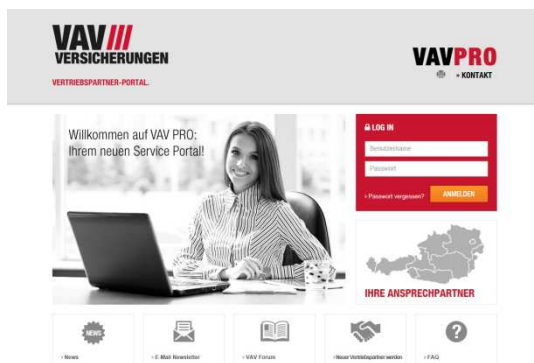 VAV///
VERSICHERUNGEN
VERTRIEBSPARTNER-PORTAL.
VAVPRO
» KONTAKT
Willkommen auf VAV PRO:
Ihrem neuen Service Portal!
LOG IN
Benutzername
Passwort
› Passwort vergessen?
ANMELDEN
IHRE ANSPRECHPARTNER
NEWS
› News
› E-Mail Newsletter
› VAV Forum
› Neuer Vertriebspartner werden
› FAQ